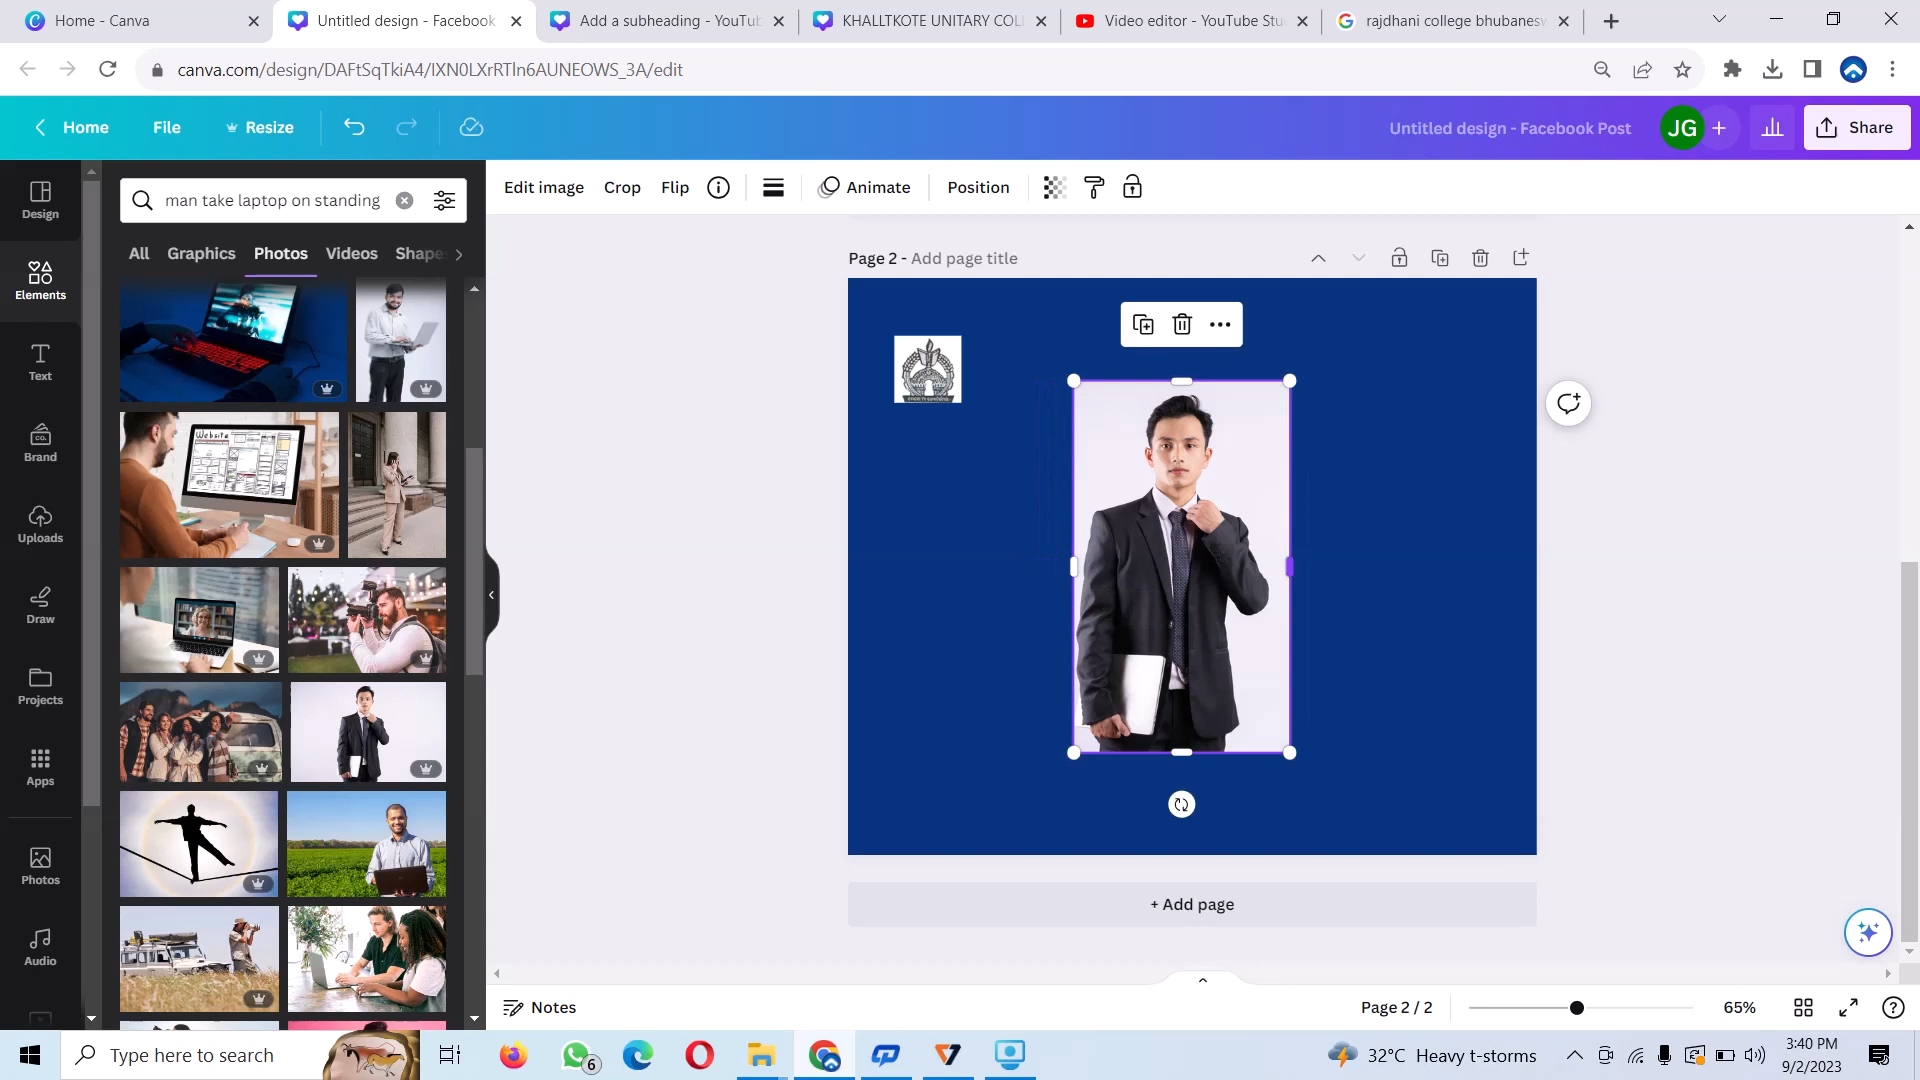 Home - Canva
Untitled design - Facebook
Add a subheading - YouTub
KHALLTKOTE UNITARY COLL
Video editor - YouTube Stu
rajdhani college bhubanesw
canva.com/design/DAFtSqTkiA4/IXN0LXrRTln6AUNEOWS_3A/edit
Home
File
Resize
Untitled design - Facebook Post
JG
Share
Design
Elements
Text
Brand
Uploads
Draw
Projects
Apps
Photos
Audio
man take laptop on standing
All
Graphics
Photos
Videos
Shape
Website
Edit image
Crop
Flip
Animate
Position
Page 2 - Add page title
+ Add page
Notes
Page 2 / 2
65%
Type here to search
6
32°C Heavy t-storms
3:40 PM
9/2/2023